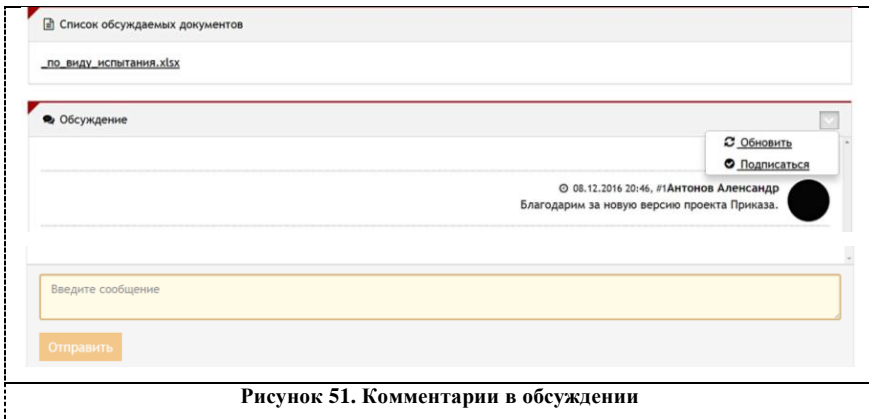 Список обсуждаемых документов
_по_виду_испытания.xlsx
Обсуждение
Обновить
Подписаться
08.12.2016 20:46, #1Антонов Аленсандр
Благодарим за новую версию проекта Приказа.
Введите сообщение
Отправить
Рисунок 51. Комментарии в обсуждении